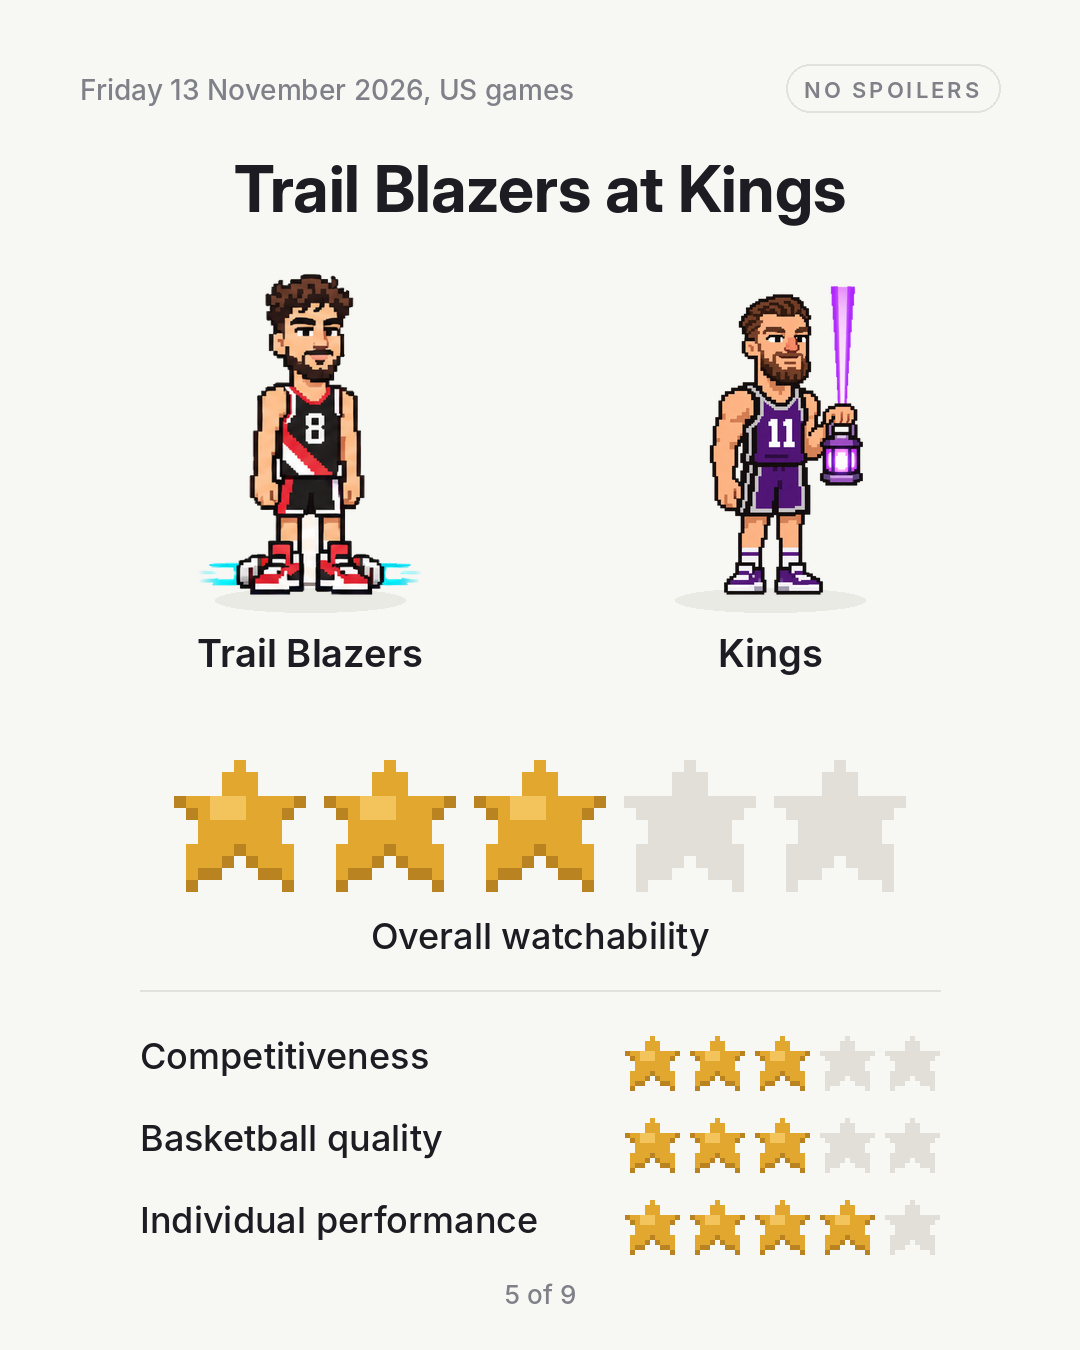 Friday 13 November 2026, US games
NO SPOILERS
Trail Blazers at Kings
8
11
Trail Blazers
Kings
Overall watchability
Competitiveness
Basketball quality
Individual performance
5 of 9